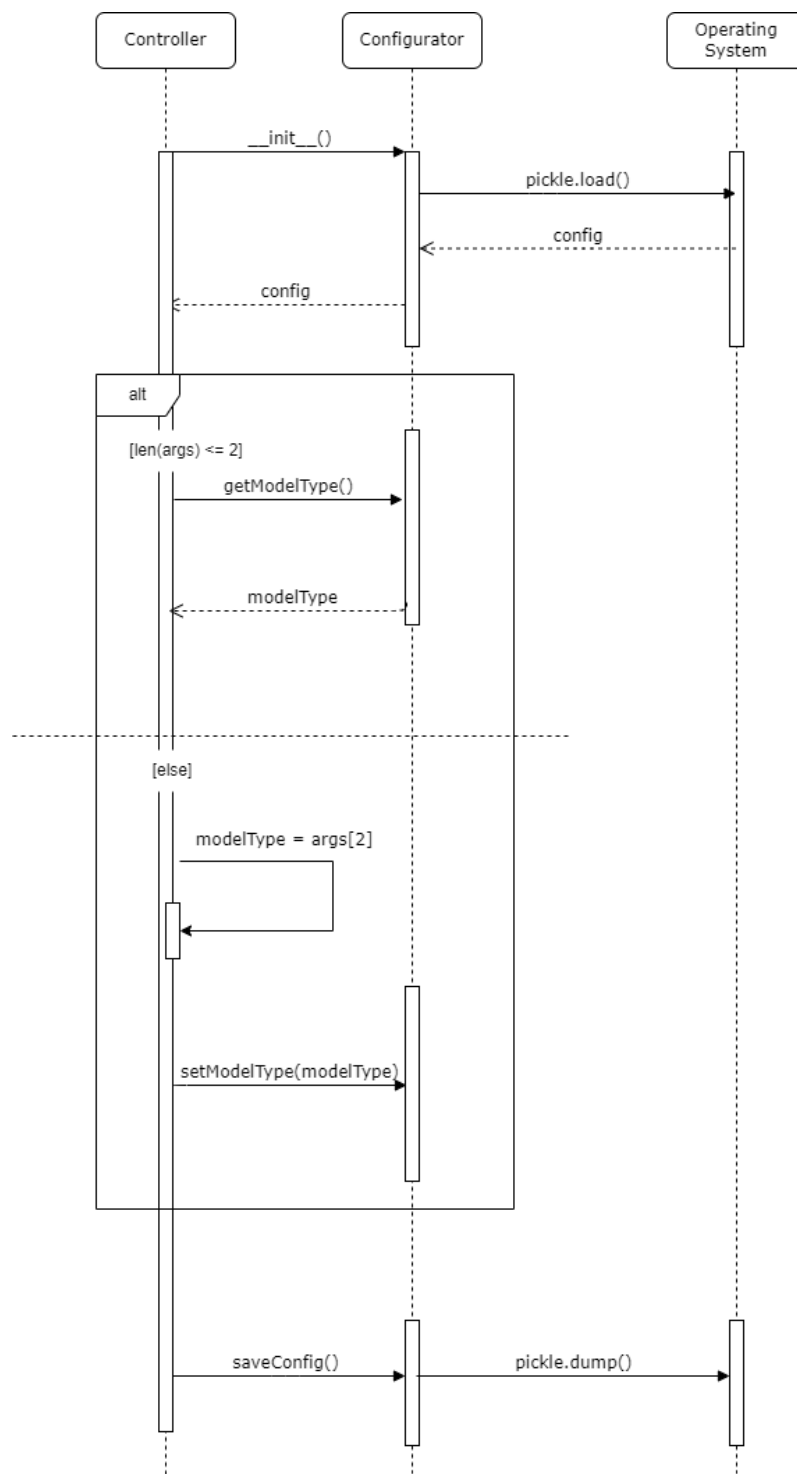 Controller
Configurator
Operating
System
__init__()
pickle.load()
config
config
alt
[len(args) <= 2]
getModelType()
modelType
[else]
modelType = args[2]
setModelType(modelType)
saveConfig()
pickle.dump()